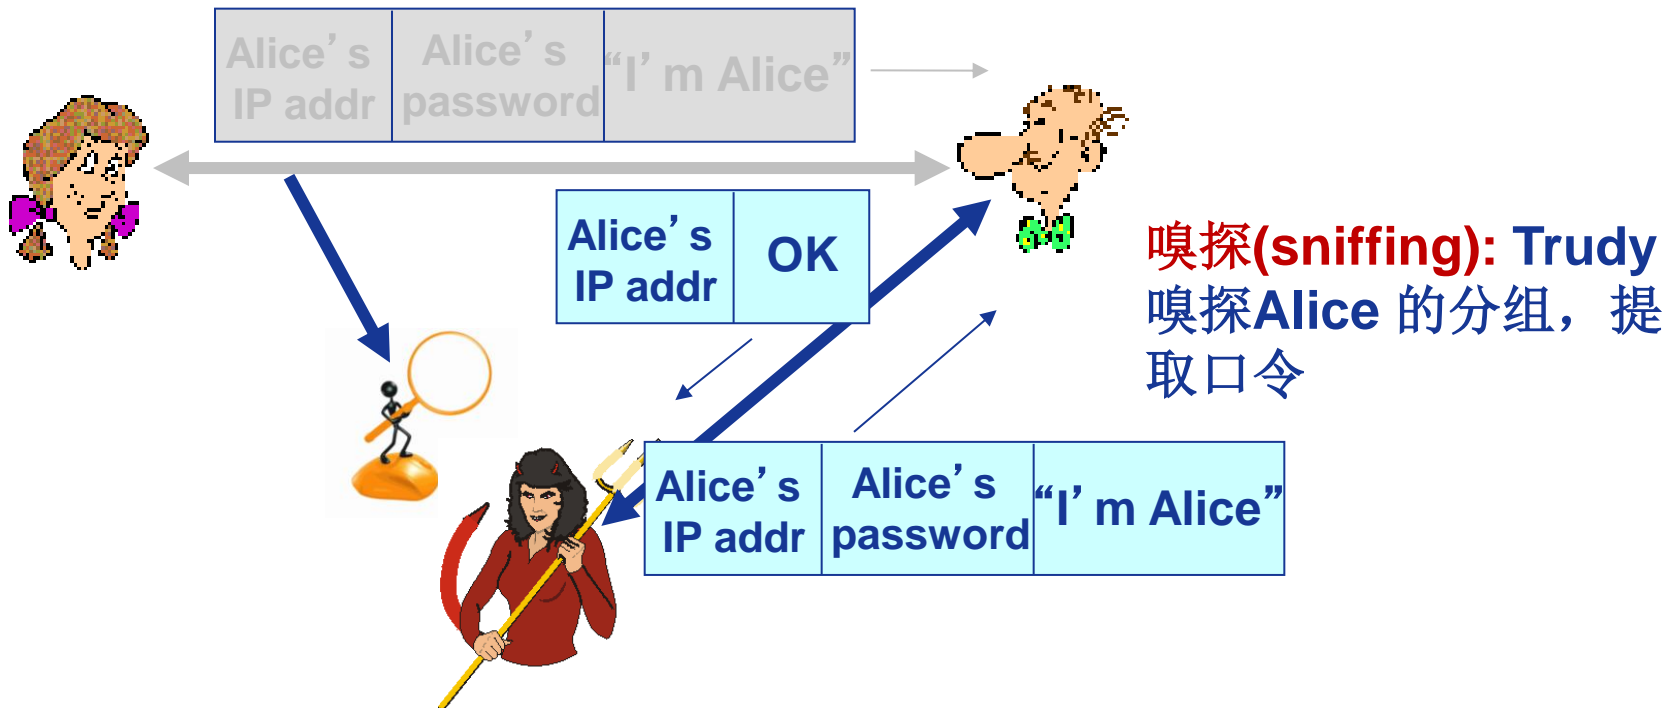 Alice’s
IP addr
Alice’s
password
“I’m Alice”
Alice’s
IP addr
OK
嗅探(sniffing): Trudy
嗅探Alice 的分组，提
取口令
Alice’s
IP addr
Alice’s
password
“I’m Alice”